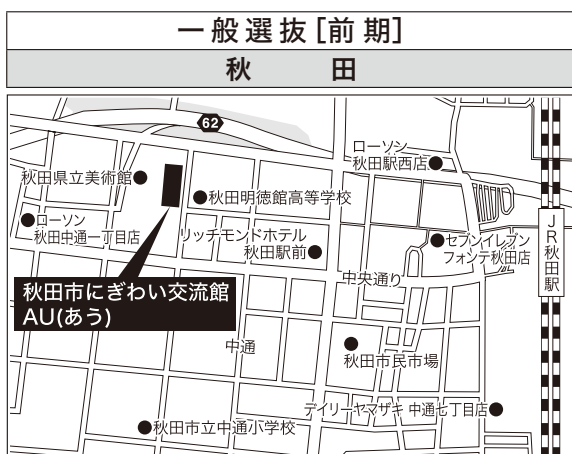 一般選抜[前期]
秋 田
62
ローソン
秋田駅西店
秋田県立美術館
秋田明徳館高等学校
ローソン
秋田中通一丁目店
リッチモンドホテル
秋田駅前
セブンイレブン
フォンテ秋田店
JR秋田駅
中央通り
秋田市にぎわい交流館
AU(あう)
中通
秋田市民市場
デイリーヤマザキ 中通七丁目店
秋田市立中通小学校